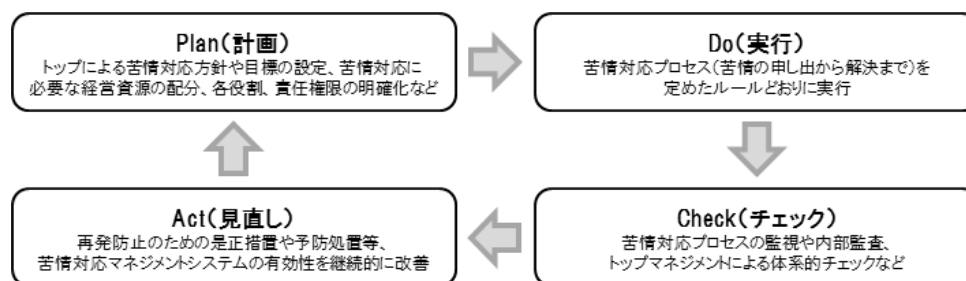 Plan(計画)
トップによる苦情対応方針や目標の設定、苦情対応に
必要な経営資源の配分、各役割、責任権限の明確化など
Do(実行)
苦情対応プロセス(苦情の申し出から解決まで)を
定めたルールどおりに実行
Act(見直し)
再発防止のための是正措置や予防処置等、
苦情対応マネジメントシステムの有効性を継続的に改善
Check(チェック)
苦情対応プロセスの監視や内部監査、
トップマネジメントによる体系的チェックなど